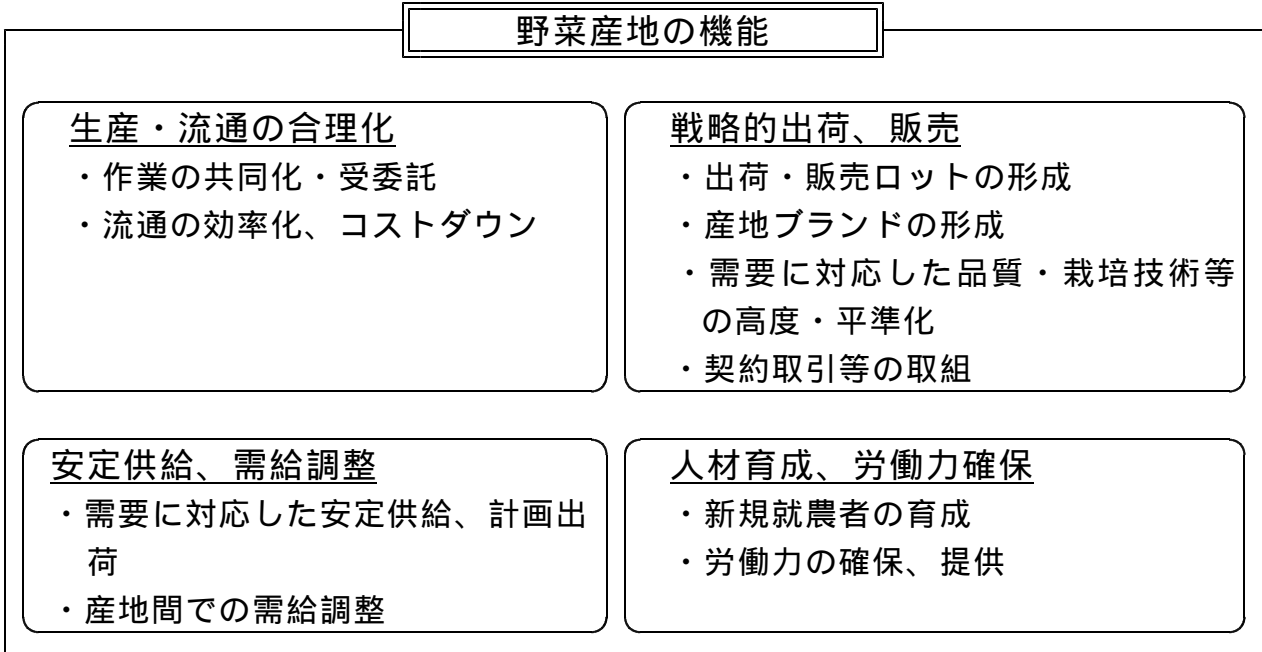 野菜産地の機能
生産・流通の合理化
・作業の共同化・受委託
・流通の効率化、コストダウン
戦略的出荷、販売
・出荷・販売ロットの形成
・産地ブランドの形成
・需要に対応した品質・栽培技術等
の高度・平準化
・契約取引等の取組
安定供給、需給調整
・需要に対応した安定供給、計画出
荷
・産地間での需給調整
人材育成、労働力確保
・新規就農者の育成
・労働力の確保、提供